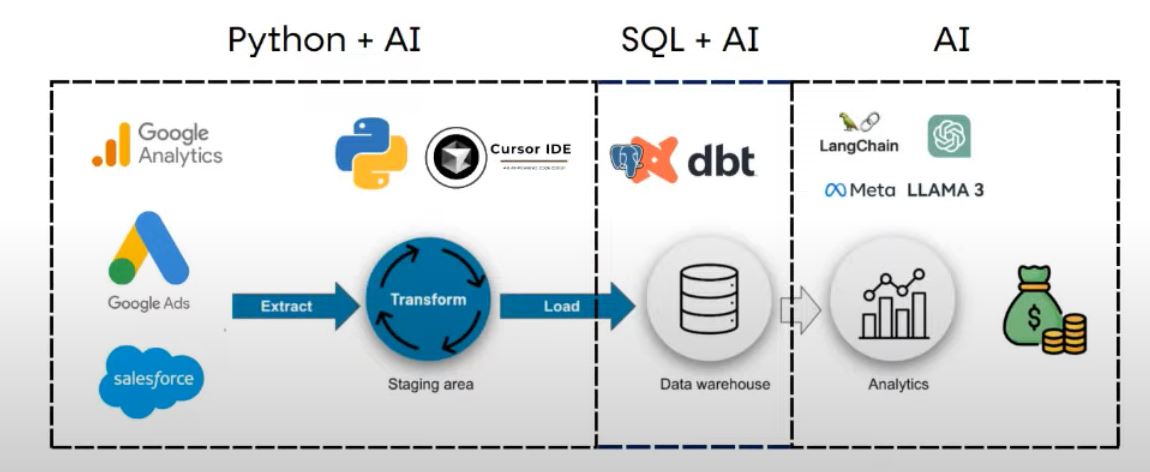 Python + AI
SQL + AI
AI
Google
Analytics
Cursor IDE
dbt
LangChain
Meta LLAMA 3
Google Ads
Extract
Transform
Load
salesforce
Staging area
Data warehouse
Analytics
$